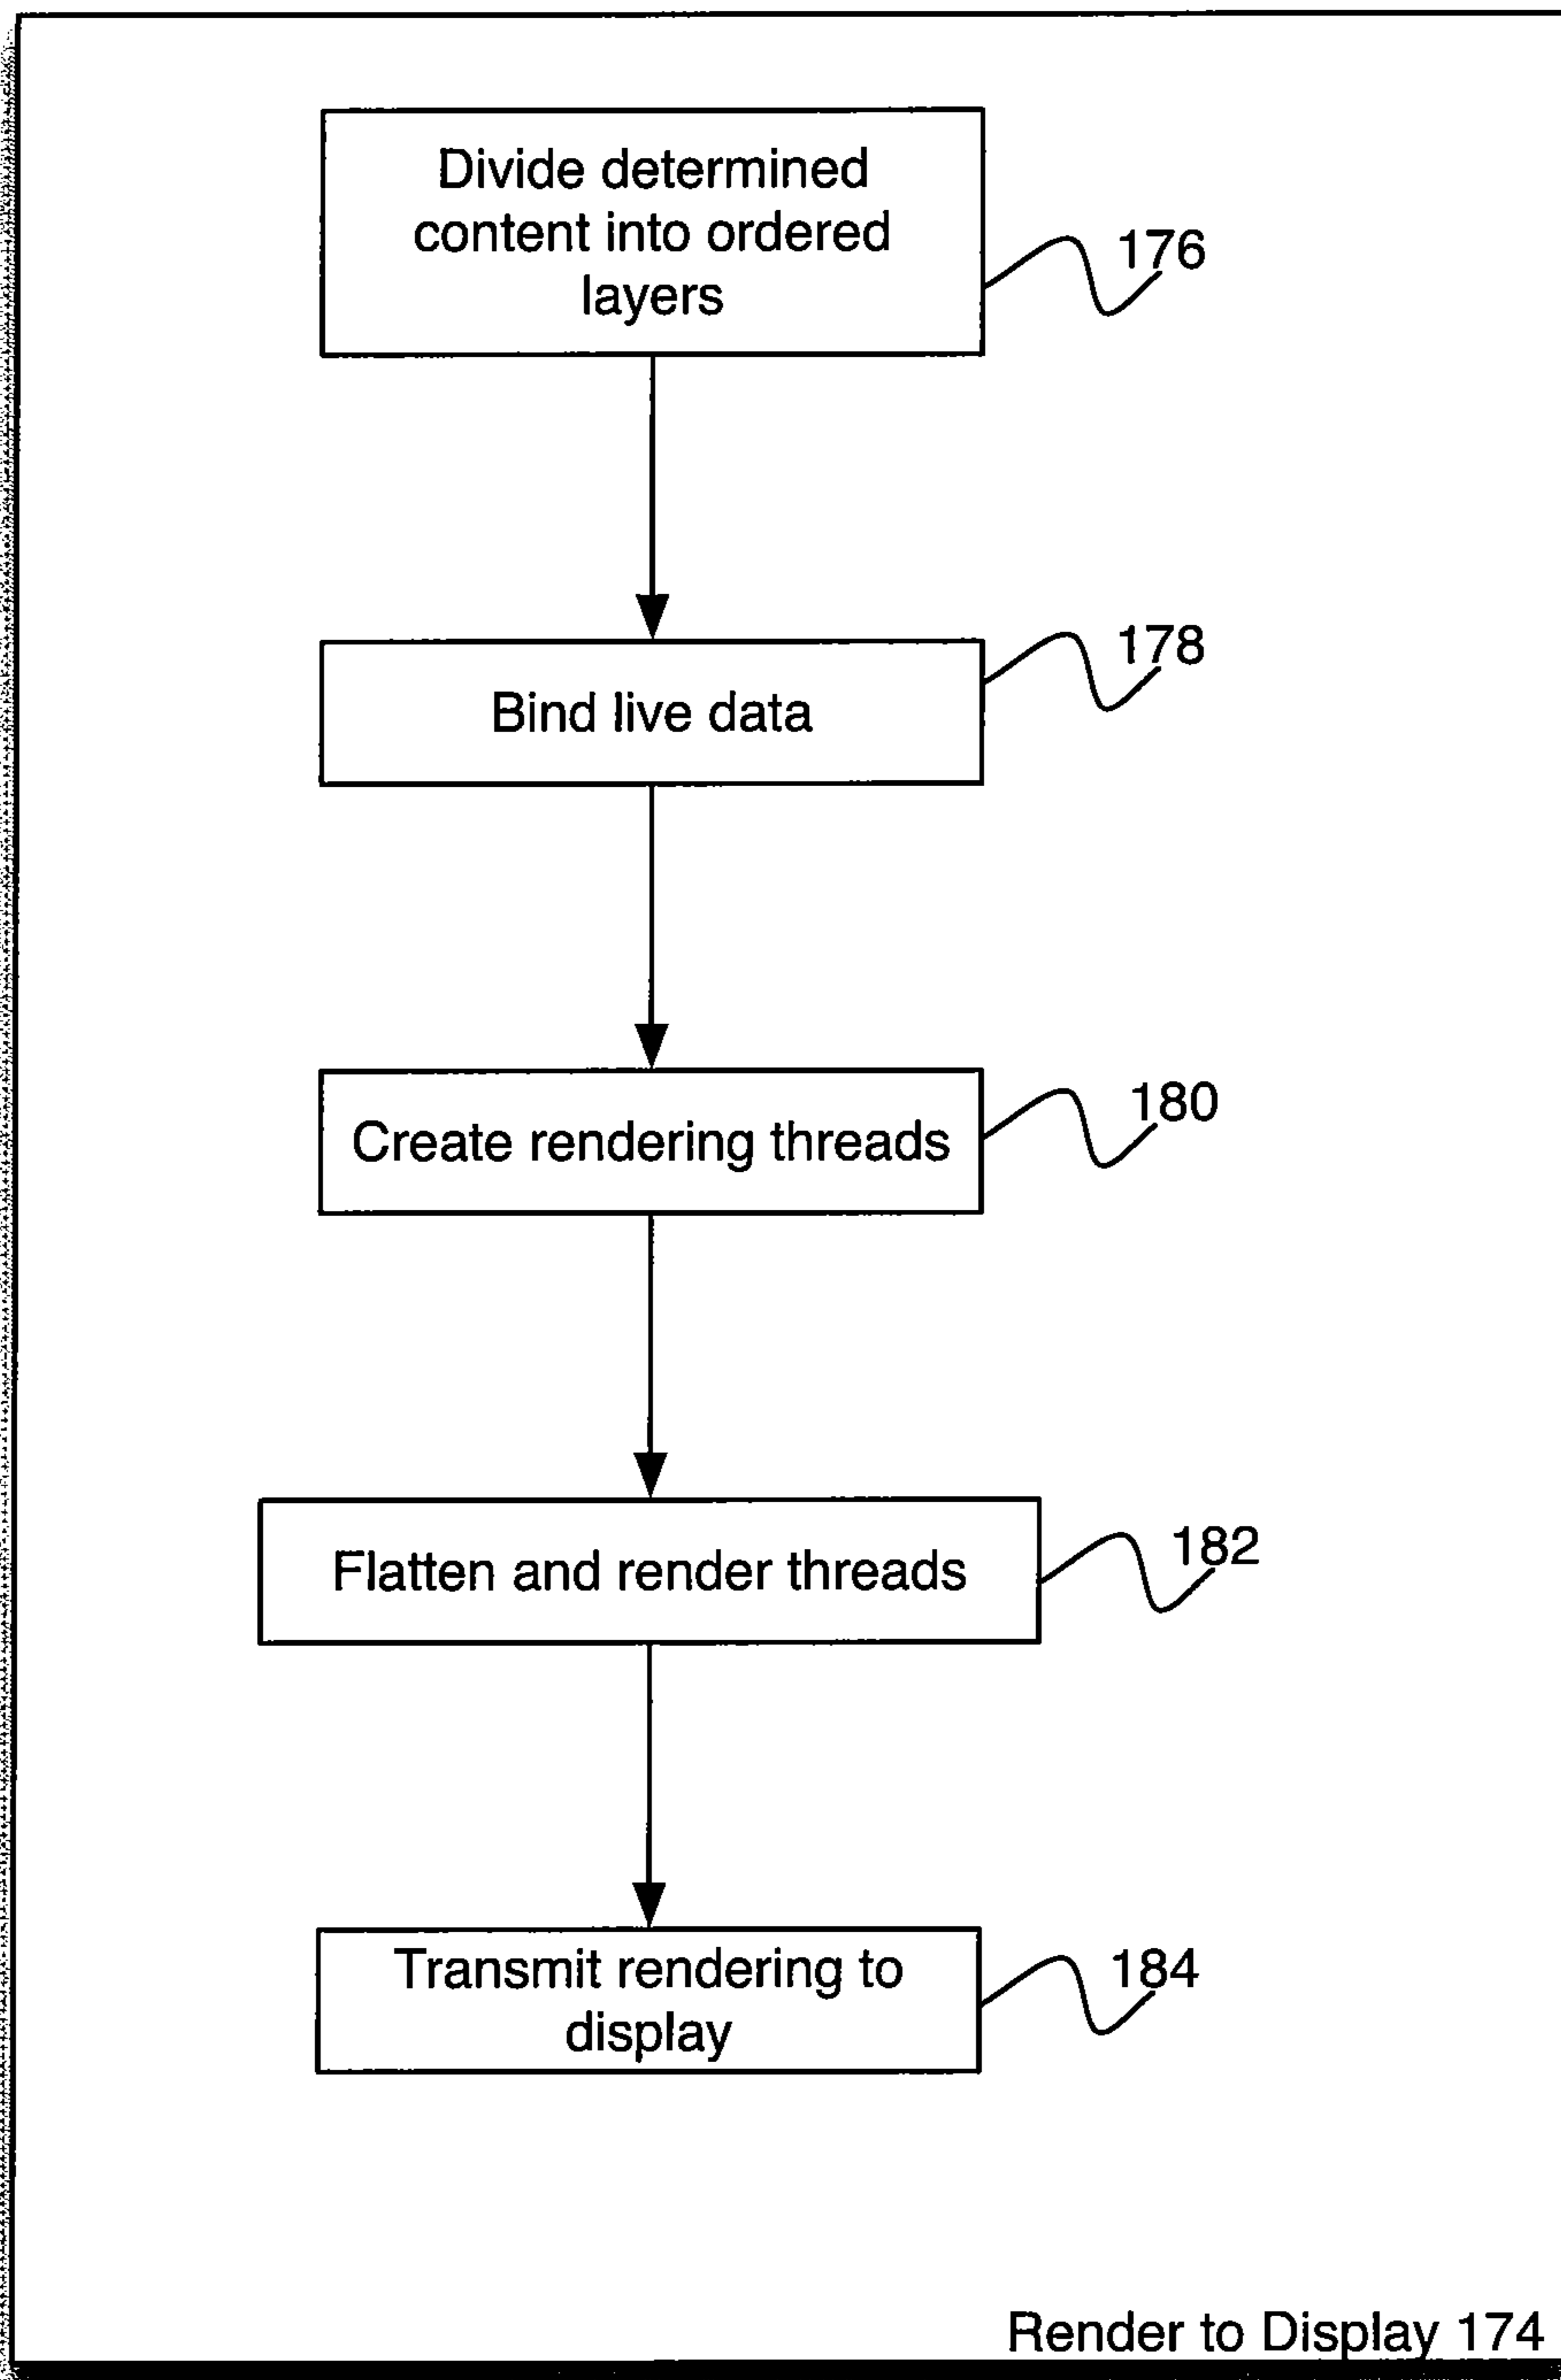 Divide determined
content into ordered
layers
176
Bind live data
178
Create rendering threads
180
Flatten and render threads
182
Transmit rendering to
display
184
Render to Display 174